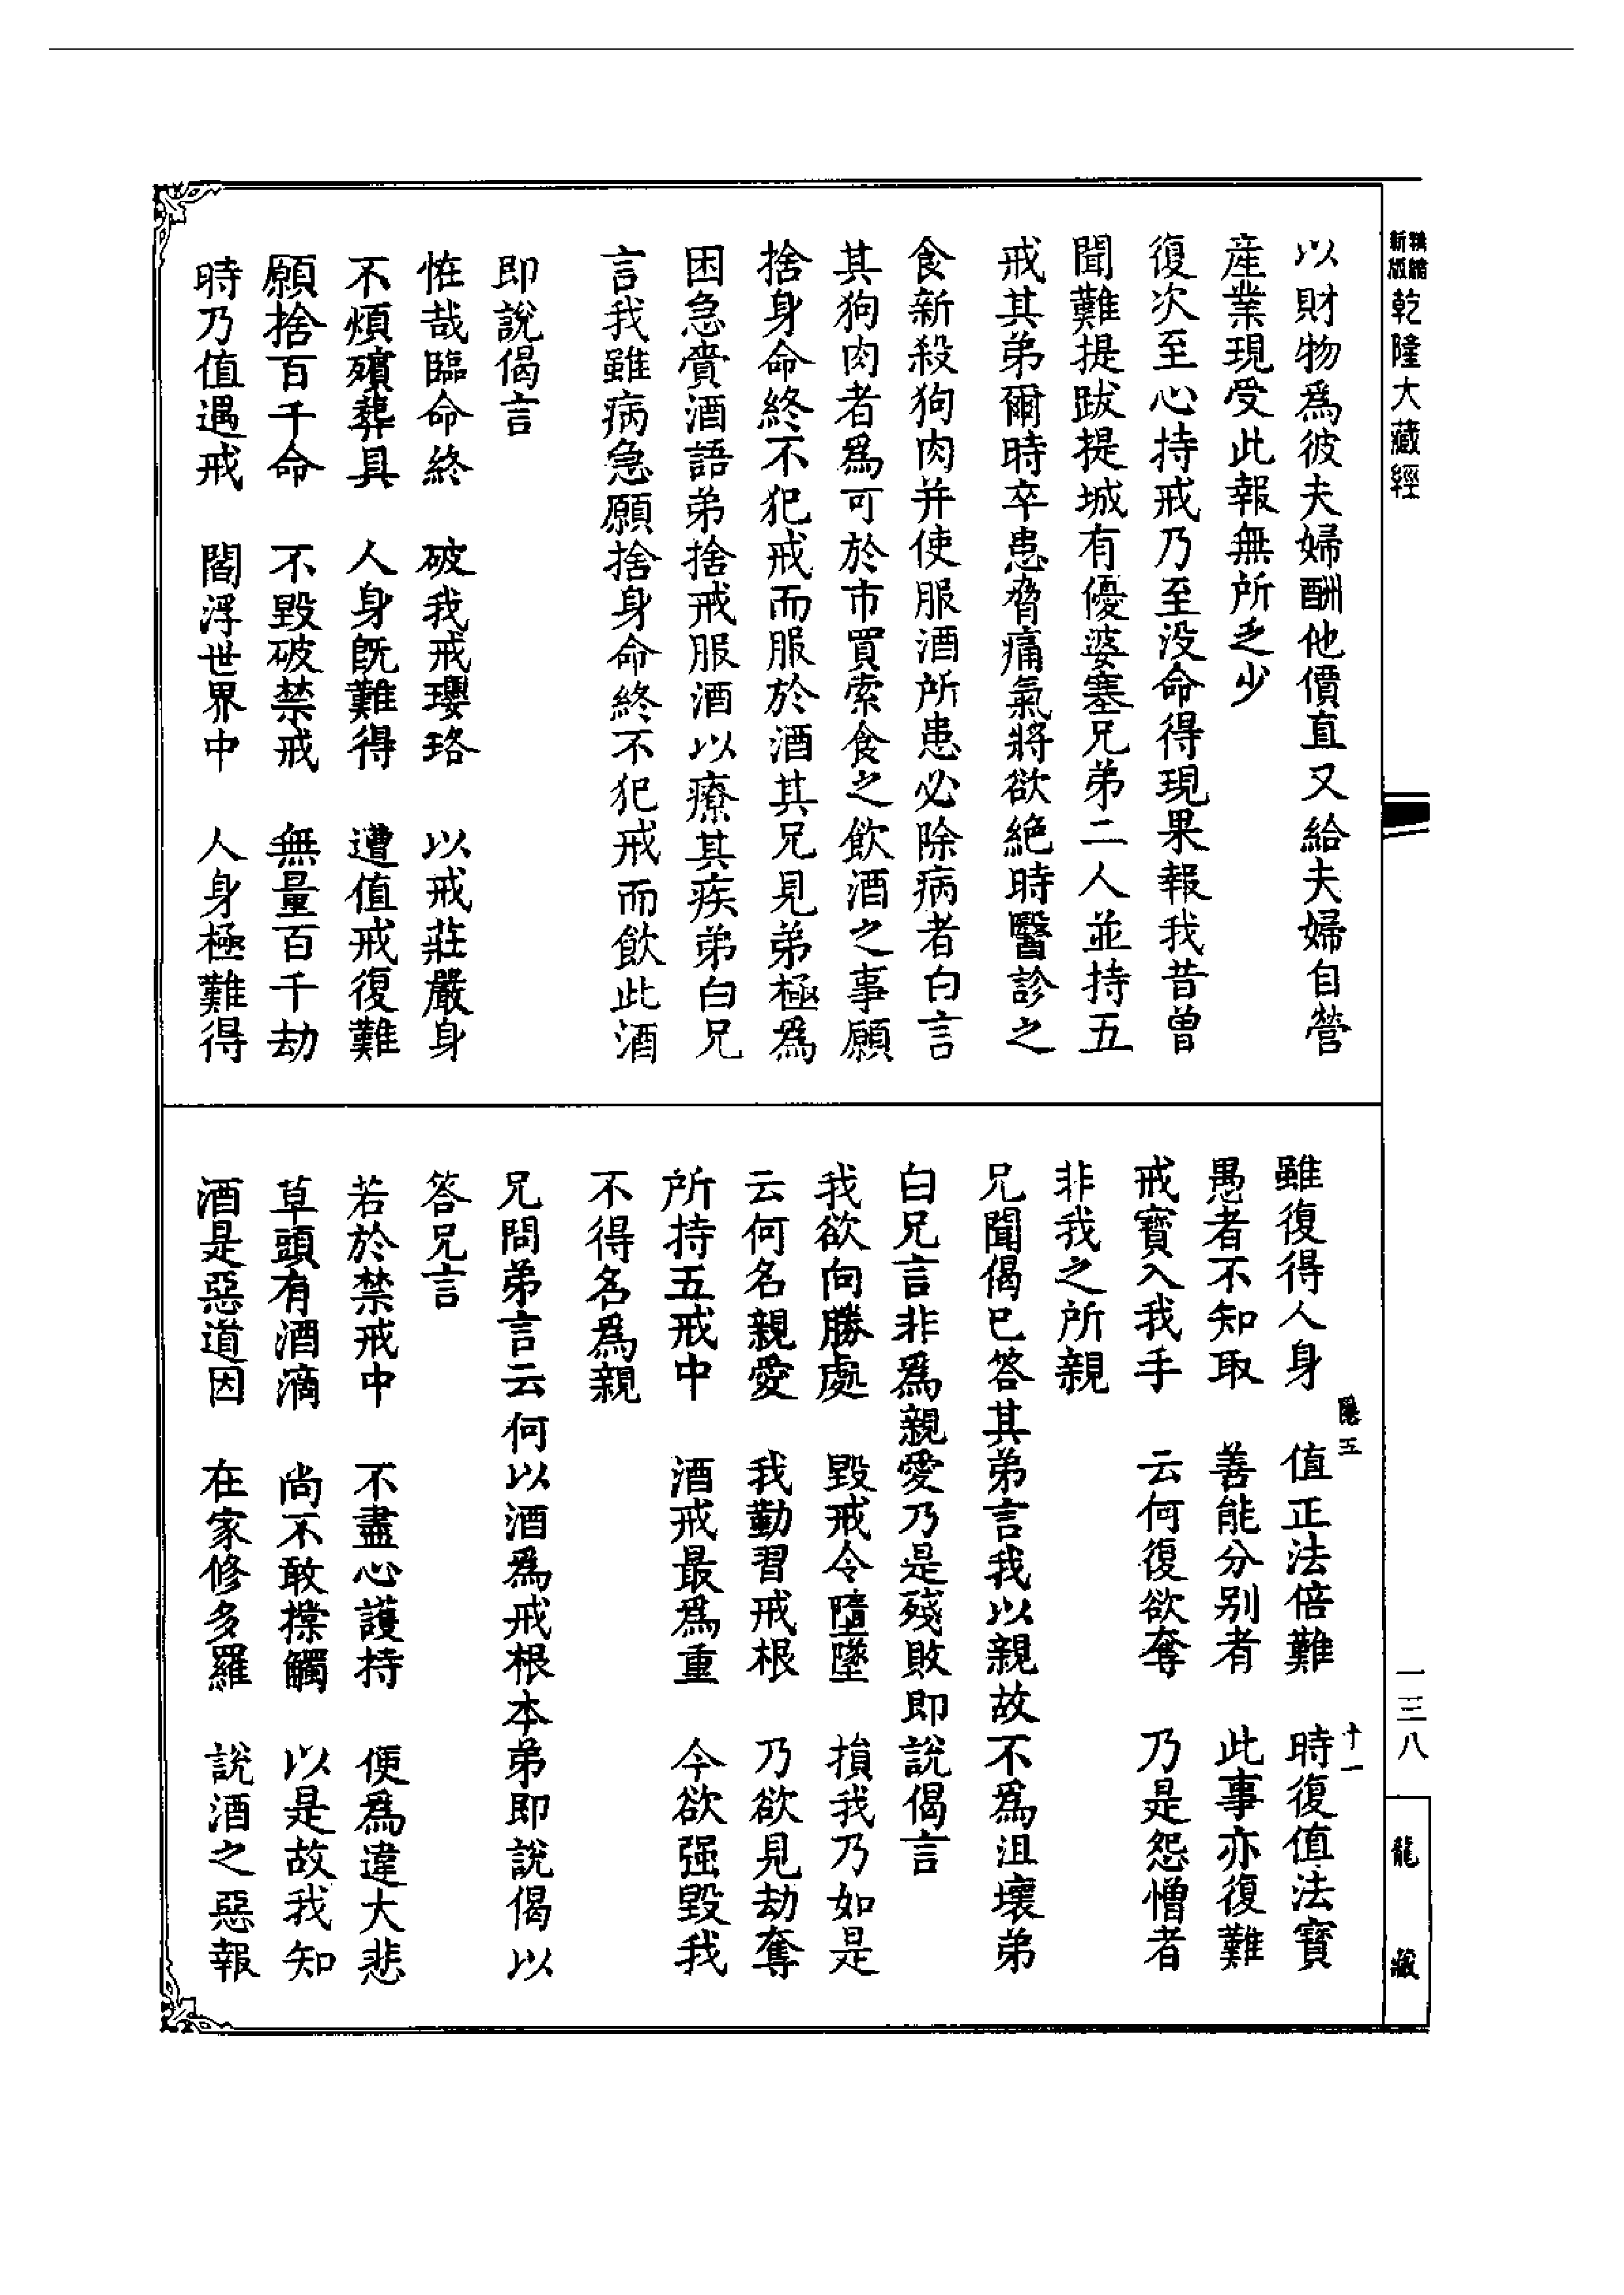 新版
精縮
乾隆大藏經
以財物爲彼夫婦酬他價直又給夫婦自營
産業現受此報無所乏少
復次至心持戒乃至没命得現果報我昔曾
聞難提跋提城有優婆塞兄弟二人並持五
戒其弟爾時卒患脅痛氣將欲絶時醫診之
食新殺狗肉并使服酒所患必除病者白言
其狗肉者爲可於市買索食之飲酒之事願
捨身命終不犯戒而服於酒其兄見弟極爲
困急賷酒語弟捨戒服酒以療其疾弟白兄
言我雖病急願捨身命終不犯戒而飲此酒
即說偈言
恠哉臨命終　破我戒瓔珞　以戒莊嚴身
不煩殯葬具　人身旣難得　遭值戒復難
願捨百千命　不毀破禁戒　無量百千劫
時乃值遇戒　閻浮世界中　人身極難得
雖復得人身　值正法倍難　時復值法寶
愚者不知取　善能分别者　此事亦復難
戒寶入我手　云何復欲奪　乃是怨憎者
非我之所親
兄聞偈已答其弟言我以親故不爲沮壞弟
白兄言非爲親愛乃是殘敗即說偈言
我欲向勝處　毀戒令墮墜　損我乃如是
云何名親愛　我勤習戒根　乃欲見劫奪
所持五戒中　酒戒最爲重　今欲强毀我
不得名爲親
兄問弟言云何以酒爲戒根本弟即說偈以
答兄言
若於禁戒中　不盡心護持　便爲違大悲
草頭有酒滴　尚不敢㨪觸　以是故我知
酒是惡道因　在家修多羅　說酒之惡報
隱五
十一
一三八
龍藏